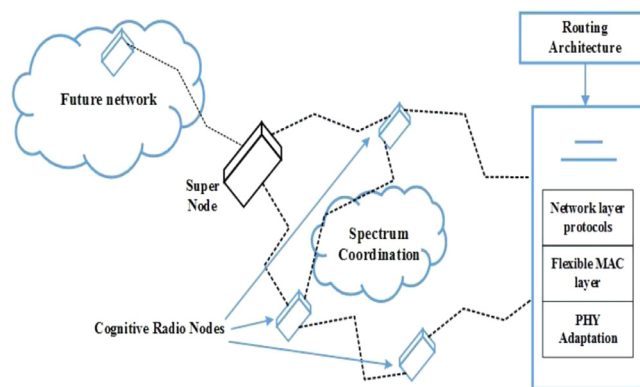 Routing
Architecture
Future network
Super
Node
Spectrum
Coordination
Network layer
protocols
Flexible MAC
layer
PHY
Adaptation
Cognitive Radio Nodes